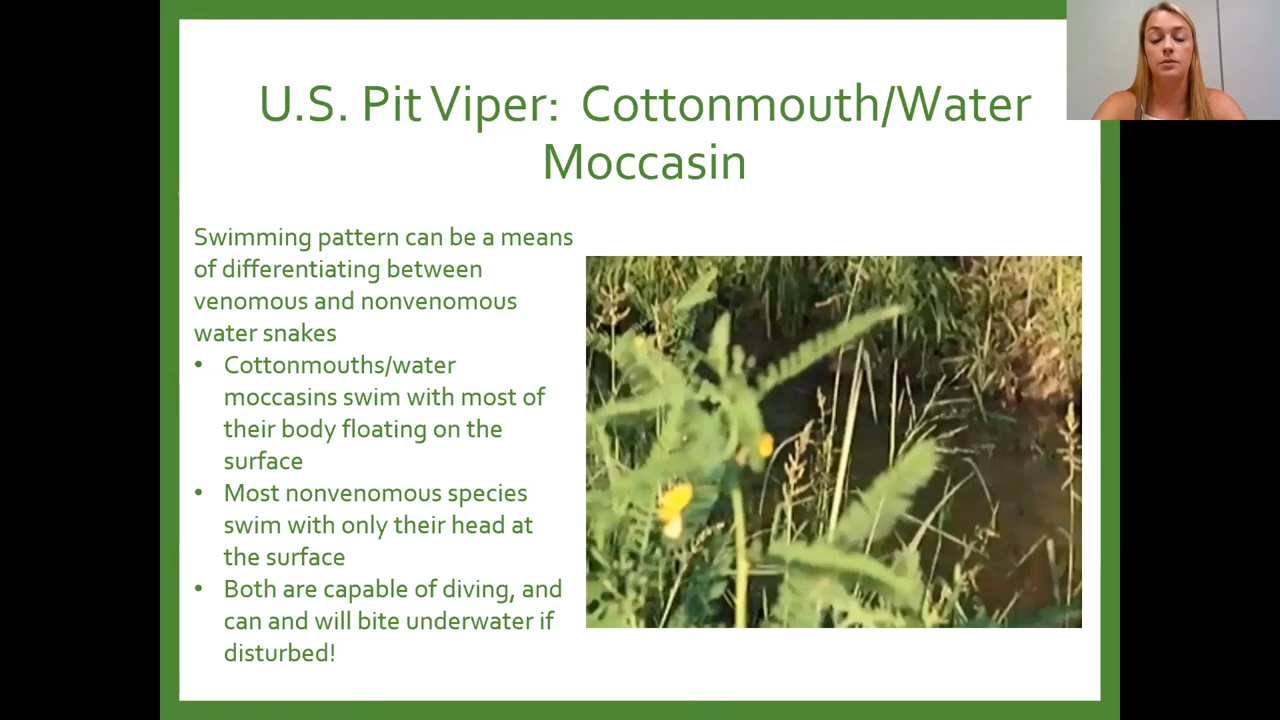 U.S. Pit Viper:  Cottonmouth/Water
Moccasin
Swimming pattern can be a means
of differentiating between
venomous and nonvenomous
water snakes
• Cottonmouths/water
moccasins swim with most of
their body floating on the
surface
• Most nonvenomous species
swim with only their head at
the surface
• Both are capable of diving, and
can and will bite underwater if
disturbed!